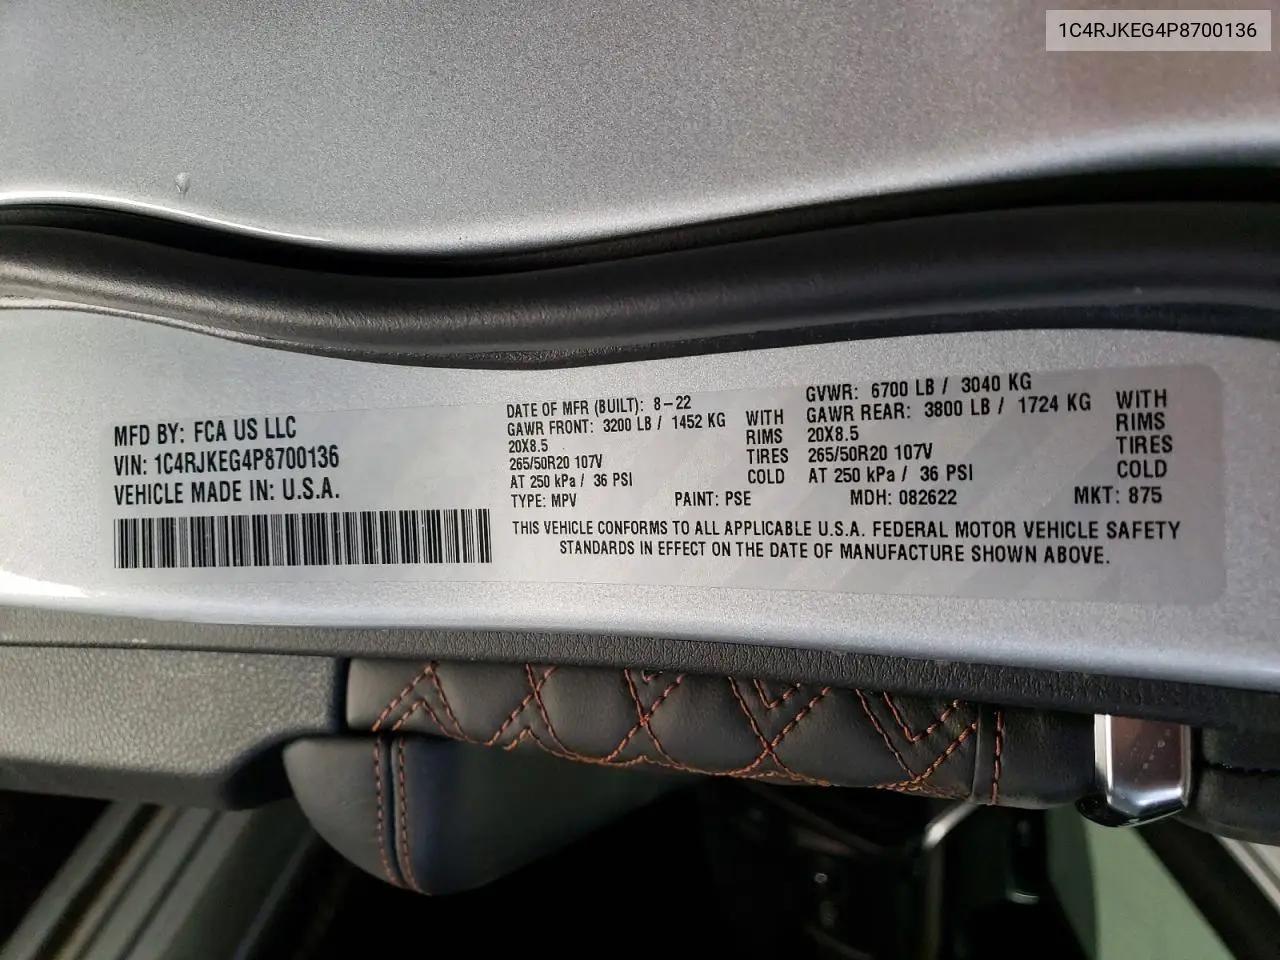 1C4RJKEG4P8700136
MFD BY: FCA US LLC
VIN: 1C4RJKEG4P8700136
VEHICLE MADE IN: U.S.A.
DATE OF MFR (BUILT): 8-22
GAWR FRONT: 3200 LB / 1452 KG WITH
20X8.5 RIMS
265/50R20 107V TIRES
AT 250 kPa / 36 PSI COLD
GVWR: 6700 LB / 3040 KG
GAWR REAR: 3800 LB / 1724 KG WITH
20X8.5 RIMS
265/50R20 107V TIRES
AT 250 kPa / 36 PSI COLD
TYPE: MPV PAINT: PSE MDH: 082622 MKT: 875
THIS VEHICLE CONFORMS TO ALL APPLICABLE U.S.A. FEDERAL MOTOR VEHICLE SAFETY
STANDARDS IN EFFECT ON THE DATE OF MANUFACTURE SHOWN ABOVE.